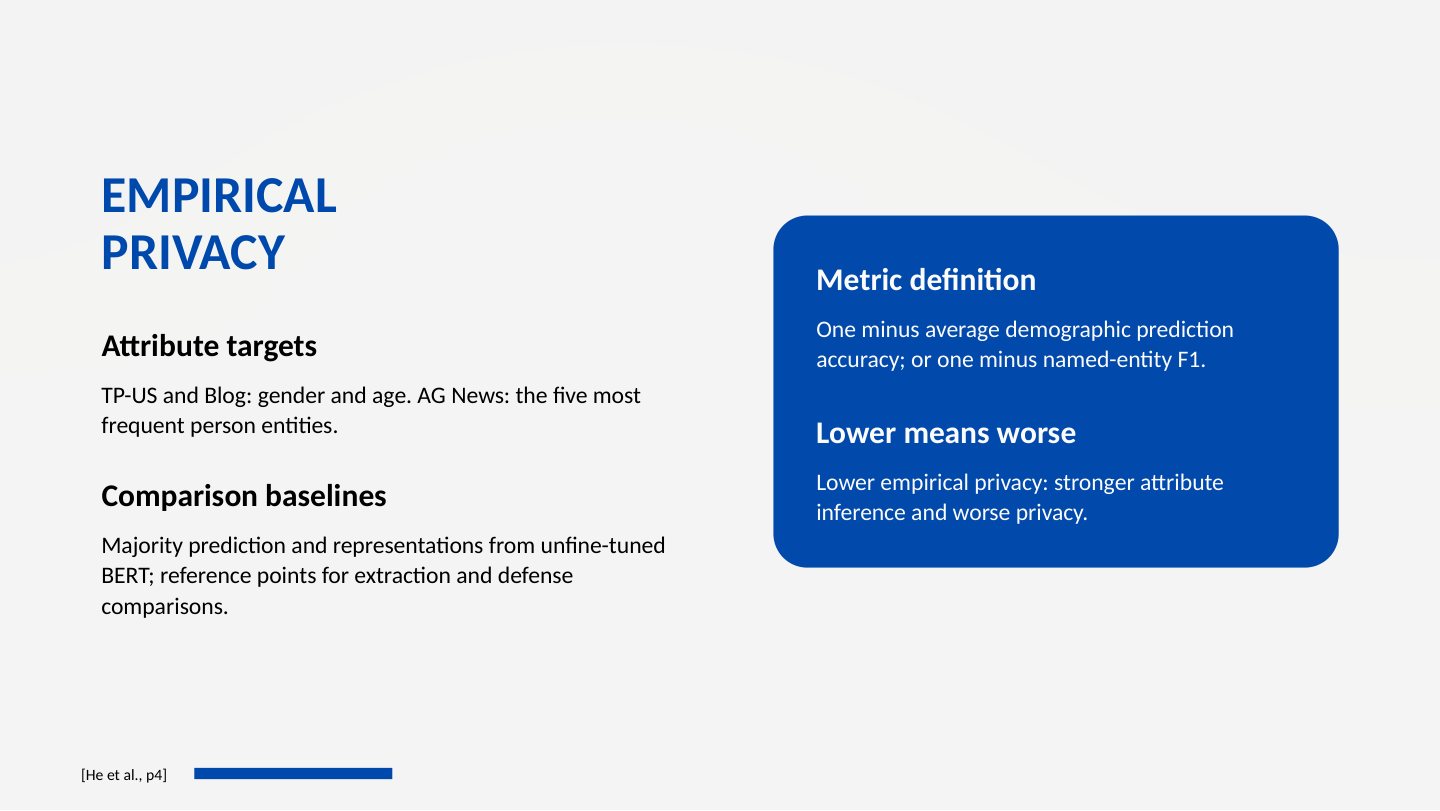 EMPIRICAL
PRIVACY
Attribute targets
TP-US and Blog: gender and age. AG News: the five most
frequent person entities.
Comparison baselines
Majority prediction and representations from unfine-tuned
BERT; reference points for extraction and defense
comparisons.
Metric definition
One minus average demographic prediction
accuracy; or one minus named-entity F1.
Lower means worse
Lower empirical privacy: stronger attribute
inference and worse privacy.
[He et al., p4]